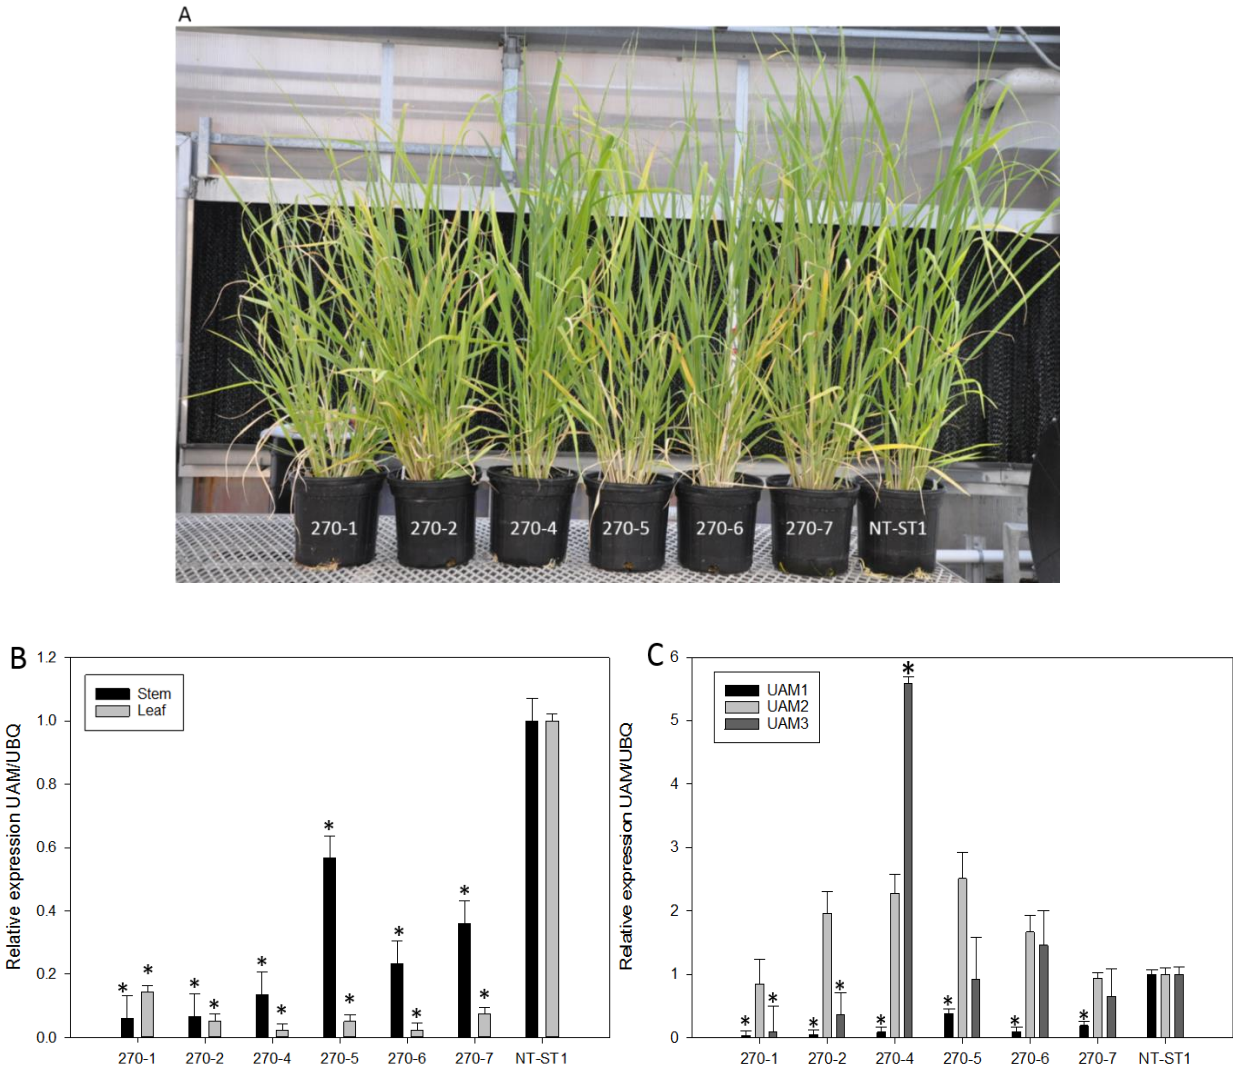 A
270-1 270-2 270-4 270-5 270-6 270-7 NT-ST1
B
Relative expression UAM/UBQ
1.2
1.0
0.8
0.6
0.4
0.2
0.0
Stem
Leaf
* * * * * * * * * * * *
270-1 270-2 270-4 270-5 270-6 270-7 NT-ST1
C
Relative expression UAM/UBQ
6
5
4
3
2
1
0
UAM1
UAM2
UAM3
* * * * * * * * *
270-1 270-2 270-4 270-5 270-6 270-7 NT-ST1